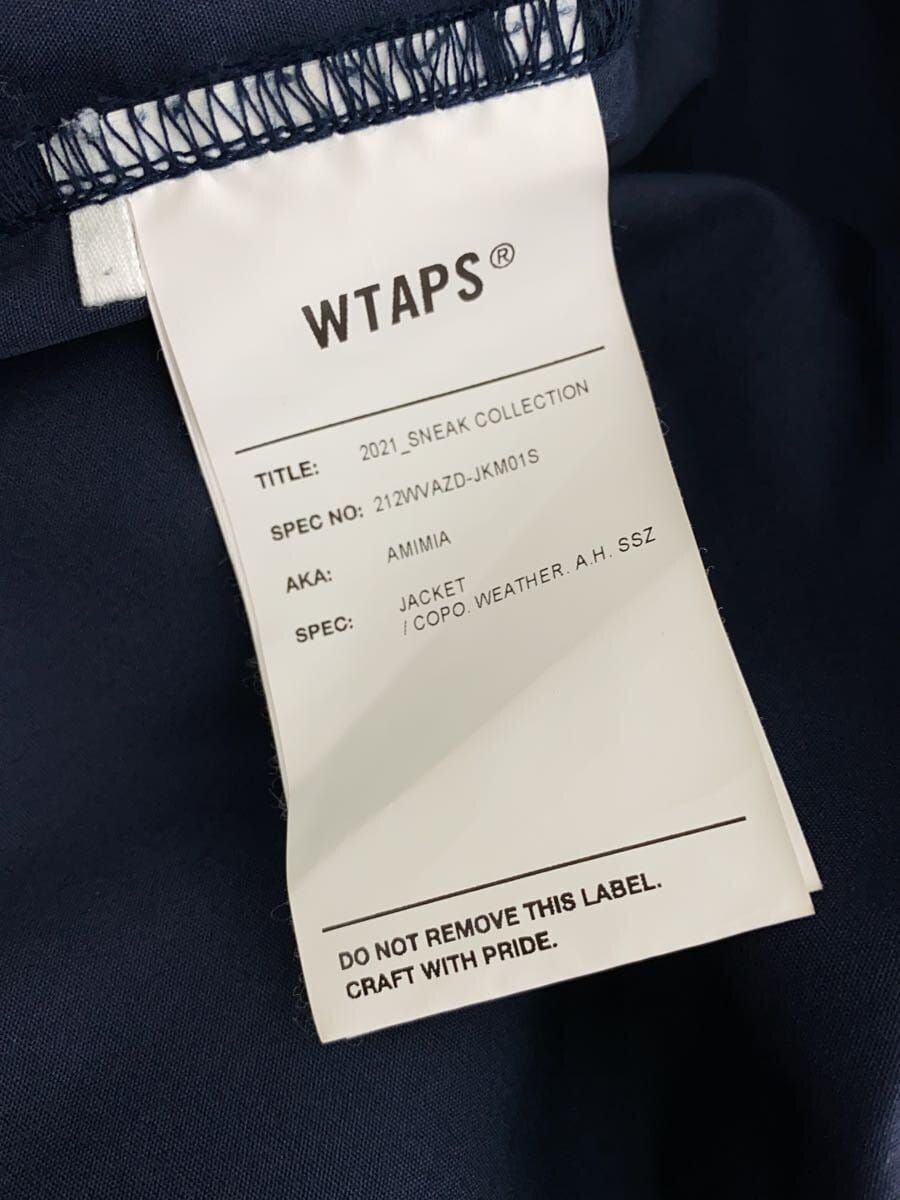 WTAPS®
TITLE: 2021_SNEAK COLLECTION
SPEC NO: 212WVAZD-JKM01S
AKA: AMIMIA
SPEC: JACKET
/ COPO. WEATHER. A.H. SSZ
DO NOT REMOVE THIS LABEL.
CRAFT WITH PRIDE.